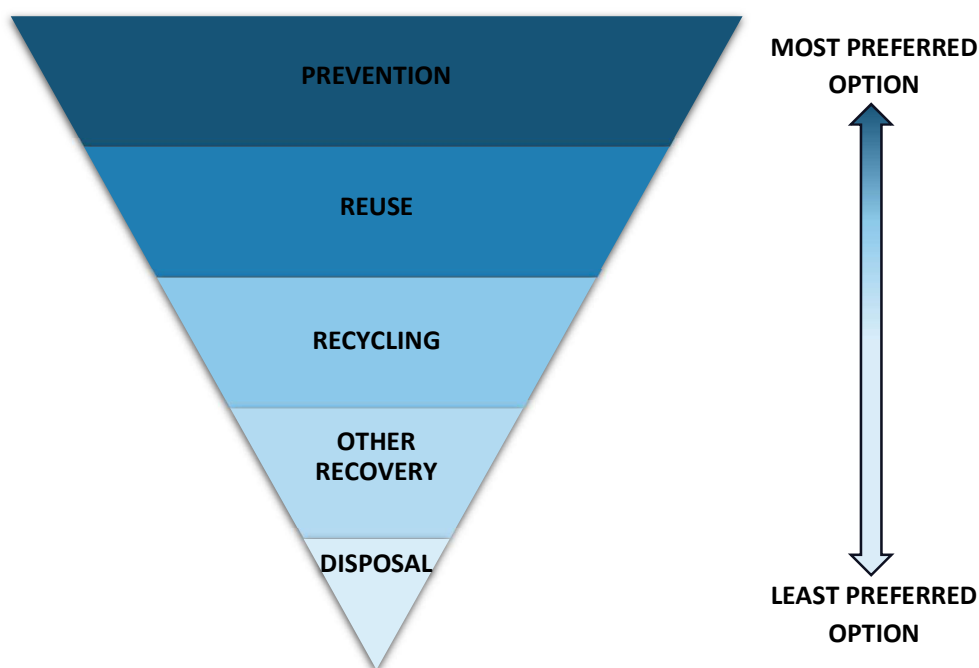 PREVENTION
REUSE
RECYCLING
OTHER
RECOVERY
DISPOSAL
MOST PREFERRED
OPTION
LEAST PREFERRED
OPTION